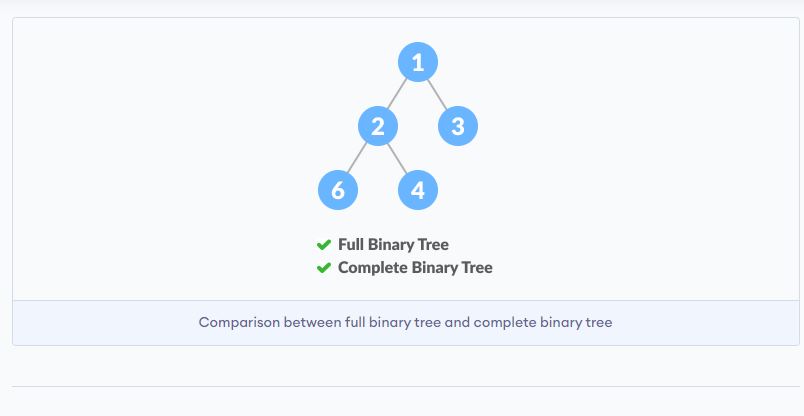 1
2 3
6 4
Full Binary Tree
Complete Binary Tree
Comparison between full binary tree and complete binary tree